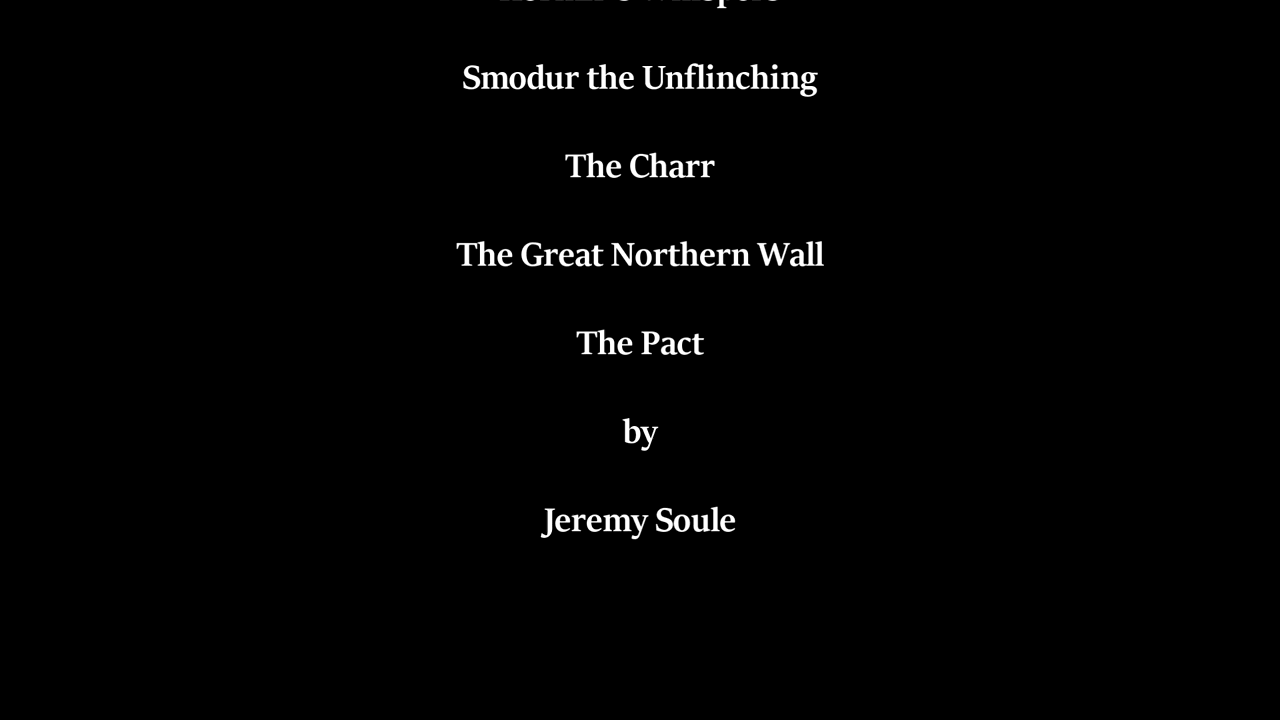 Smodur the Unflinching
The Charr
The Great Northern Wall
The Pact
by
Jeremy Soule